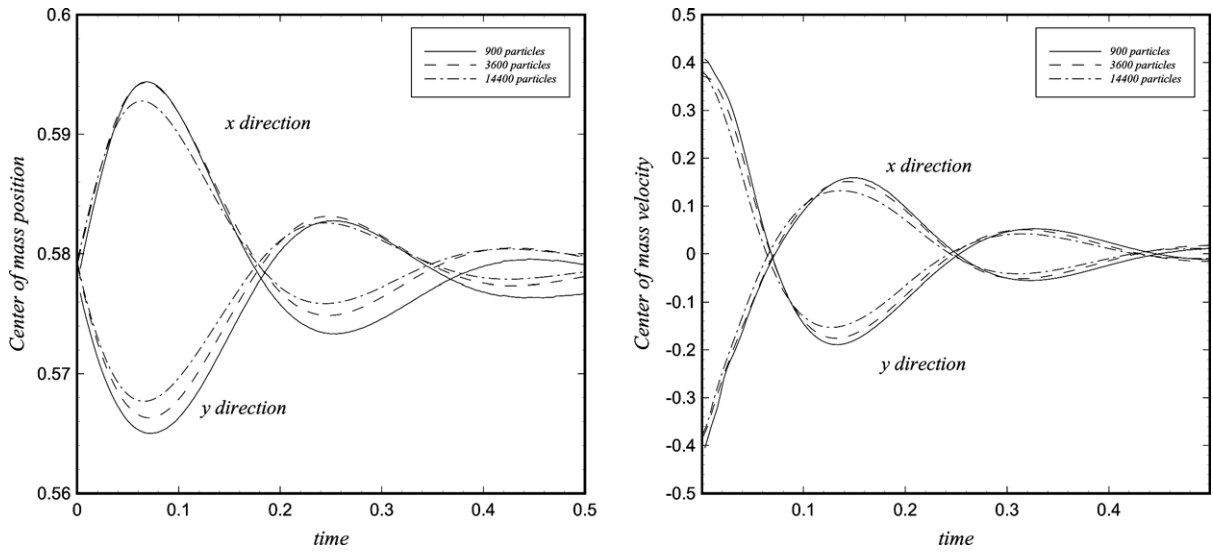 0.6
0.59
0.58
0.57
0.56
Center of mass position
900 particles
3600 particles
14400 particles
x direction
y direction
0
0.1
0.2
0.3
0.4
0.5
time
0.5
0.4
0.3
0.2
0.1
0
-0.1
-0.2
-0.3
-0.4
-0.5
Center of mass velocity
900 particles
3600 particles
14400 particles
x direction
y direction
0.1
0.2
0.3
0.4
time